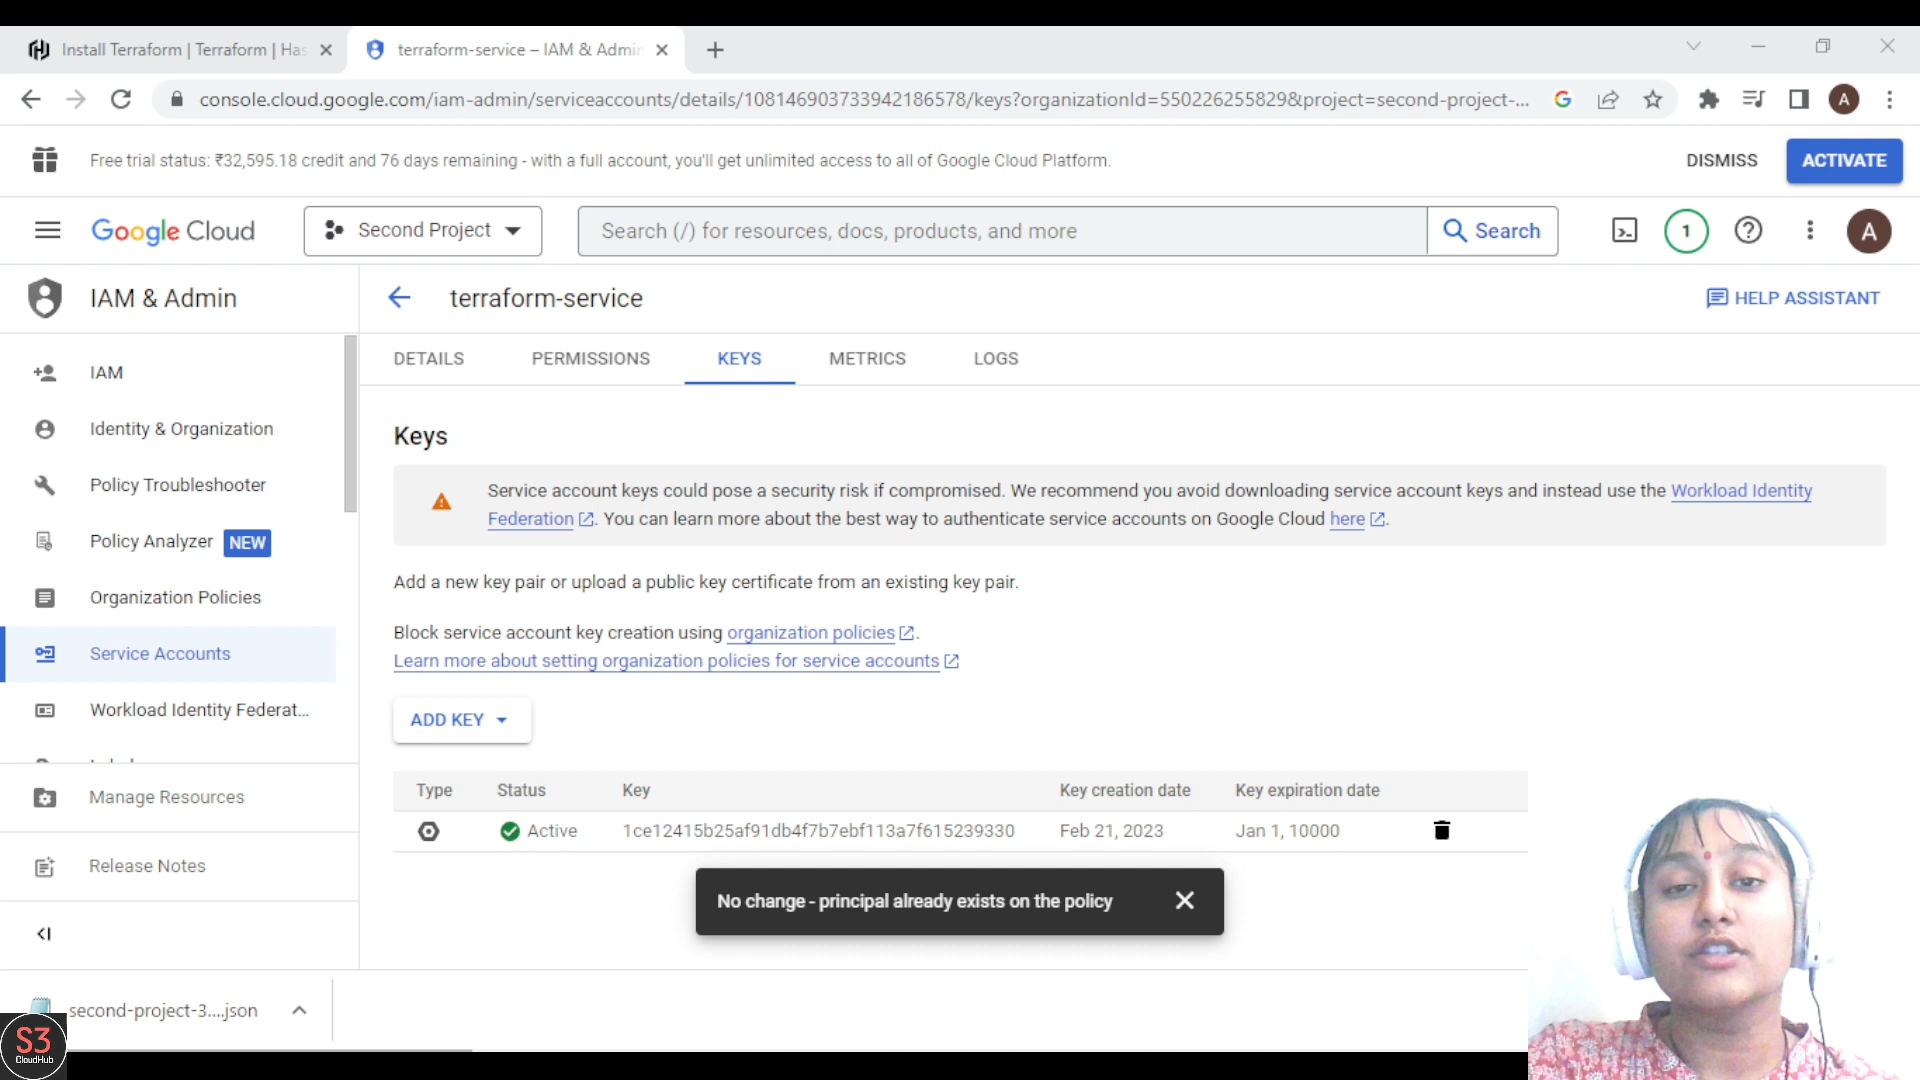 Install Terraform | Terraform | Has
terraform-service – IAM & Admin
console.cloud.google.com/iam-admin/serviceaccounts/details/108146903733942186578/keys?organizationId=550226255829&project=second-project-...
G
A
Free trial status: ₹32,595.18 credit and 76 days remaining - with a full account, you'll get unlimited access to all of Google Cloud Platform.
DISMISS
ACTIVATE
Google Cloud
Second Project
Search (/) for resources, docs, products, and more
Search
1
A
IAM & Admin
terraform-service
HELP ASSISTANT
DETAILS
PERMISSIONS
KEYS
METRICS
LOGS
IAM
Identity & Organization
Policy Troubleshooter
Policy Analyzer NEW
Organization Policies
Service Accounts
Workload Identity Federat...
Manage Resources
Release Notes
Keys
Service account keys could pose a security risk if compromised. We recommend you avoid downloading service account keys and instead use the Workload Identity
Federation. You can learn more about the best way to authenticate service accounts on Google Cloud here.
Add a new key pair or upload a public key certificate from an existing key pair.
Block service account key creation using organization policies.
Learn more about setting organization policies for service accounts
ADD KEY
Type Status Key Key creation date Key expiration date
Active 1ce12415b25af91db4f7b7ebf113a7f615239330 Feb 21, 2023 Jan 1, 10000
No change - principal already exists on the policy
second-project-3....json
S3
CloudHub